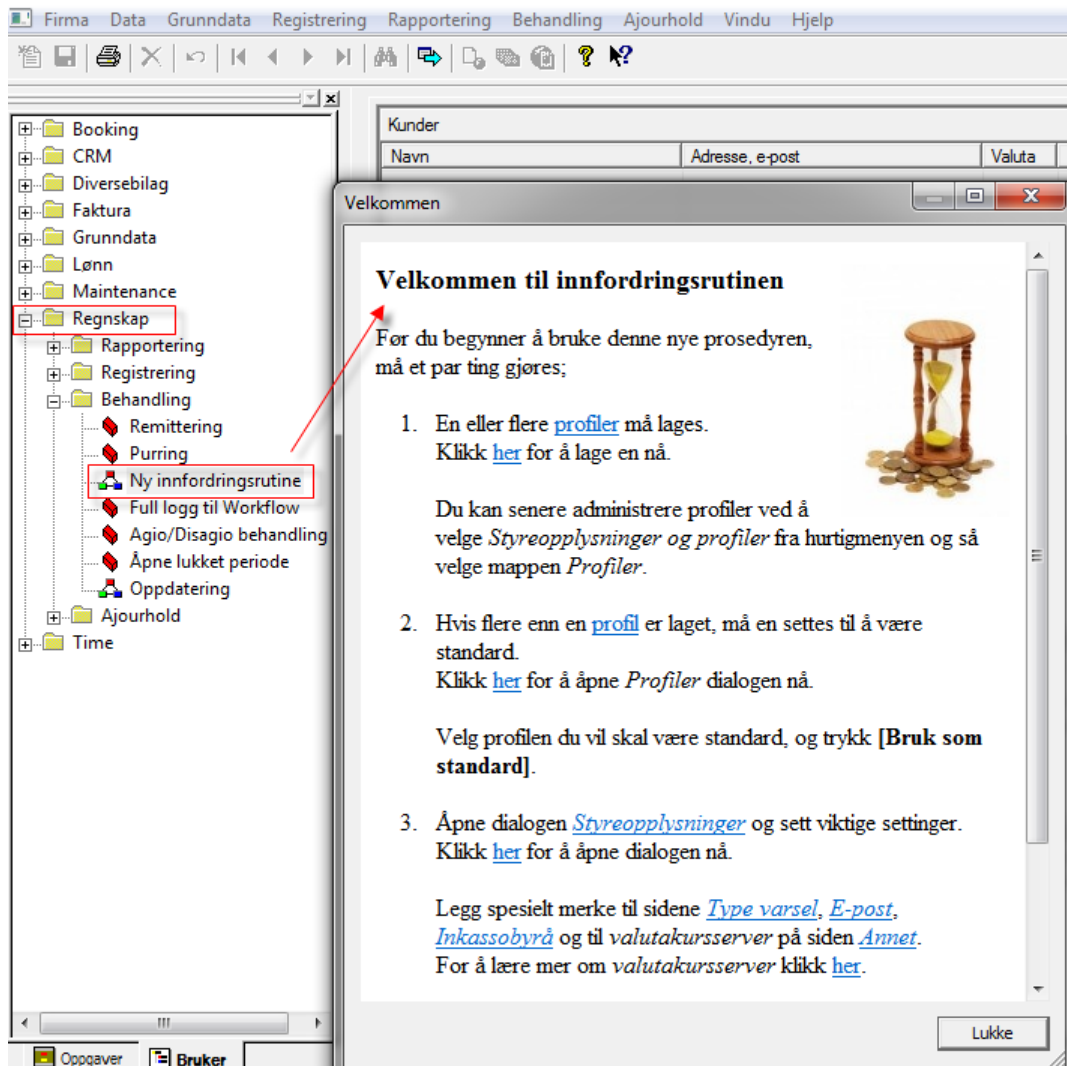 Firma Data Grunndata Registrering Rapportering Behandling Ajourhold Vindu Hjelp
Booking
CRM
Diversebilag
Faktura
Grunndata
Lønn
Maintenance
Regnskap
Rapportering
Registrering
Behandling
Remittering
Purring
Ny innfordringsrutine
Full logg til Workflow
Agio/Disagio behandling
Åpne lukket periode
Oppdatering
Ajourhold
Time
Oppgaver Bruker
Kunder
Navn Adresse, e-post Valuta
Velkommen
Velkommen til innfordringsrutinen
Før du begynner å bruke denne nye prosedyren,
må et par ting gjøres;
1. En eller flere profiler må lages.
Klikk her for å lage en nå.
Du kan senere administrere profiler ved å
velge Styreopplysninger og profiler fra hurtigmenyen og så
velge mappen Profiler.
2. Hvis flere enn en profil er laget, må en settes til å være
standard.
Klikk her for å åpne Profiler dialogen nå.
Velg profilen du vil skal være standard, og trykk [Bruk som
standard].
3. Åpne dialogen Styreopplysninger og sett viktige settinger.
Klikk her for å åpne dialogen nå.
Legg spesielt merke til sidene Type varsel, E-post,
Inkassobyrå og til valutakursserver på siden Annet.
For å lære mer om valutakursserver klikk her.
Lukke